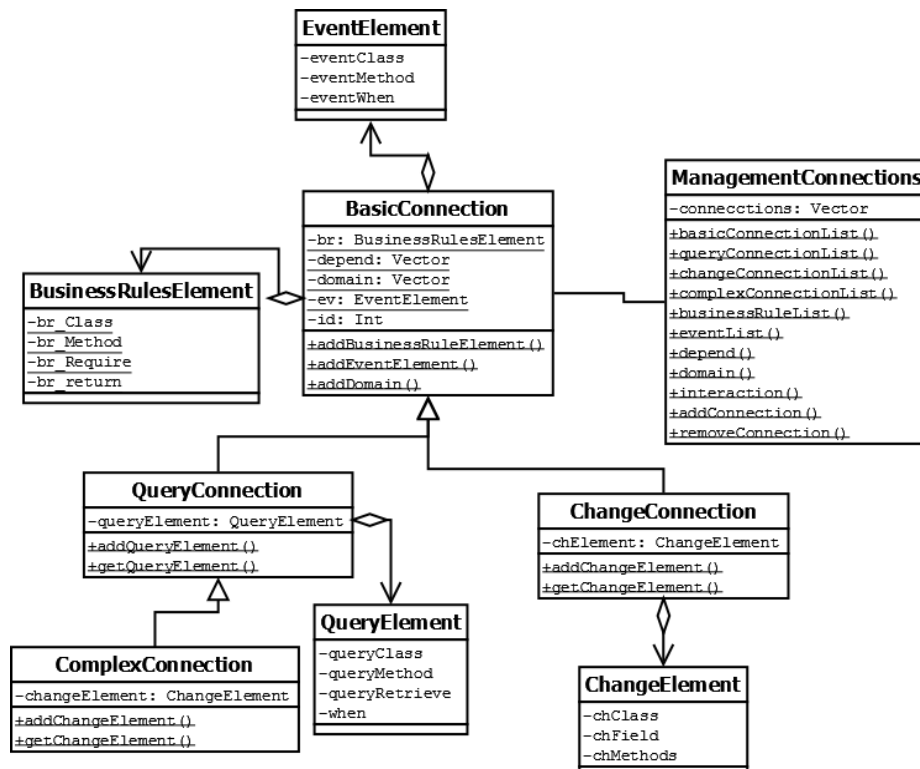 EventElement
-eventClass
-eventMethod
-eventWhen
BasicConnection
-br: BusinessRulesElement
-depend: Vector
-domain: Vector
-ev: EventElement
-id: Int
+addBusinessRuleElement()
+addEventElement()
+addDomain()
ManagementConnections
-connecctions: Vector
+basicConnectionList()
+queryConnectionList()
+changeConnectionList()
+complexConnectionList()
+businessRuleList()
+eventList()
+depend()
+domain()
+interaction()
+addConnection()
+removeConnection()
BusinessRulesElement
-br_Class
-br_Method
-br_Require
-br_return
QueryConnection
-queryElement: QueryElement
+addQueryElement()
+getQueryElement()
ChangeConnection
-chElement: ChangeElement
+addChangeElement()
+getChangeElement()
QueryElement
-queryClass
-queryMethod
-queryRetrieve
-when
ComplexConnection
-changeElement: ChangeElement
+addChangeElement()
+getChangeElement()
ChangeElement
-chClass
-chField
-chMethods